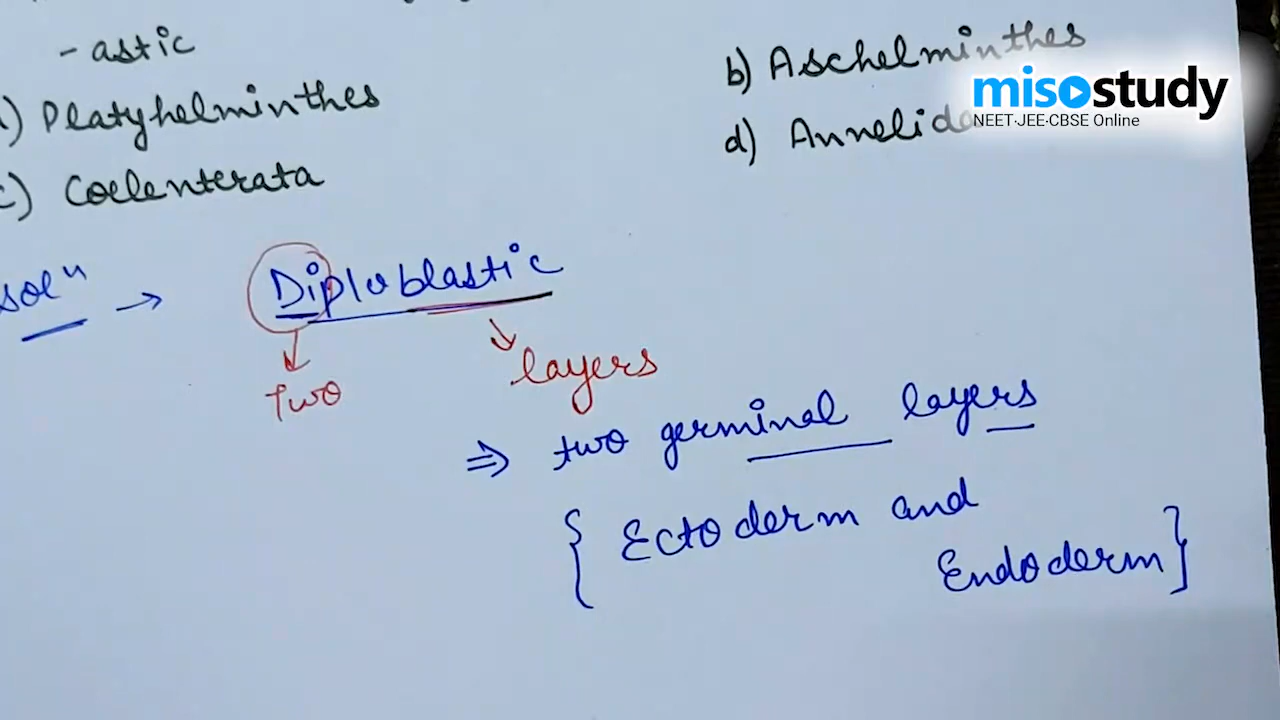 - astic
b) Aschelminthes
) Platyhelminthes
d) Annelida
c) Coelenterata
misostudy
NEET·JEE·CBSE Online
solⁿ → Diploblastic
two
layers
⇒ two germinal layers
{ Ectoderm and
Endoderm }